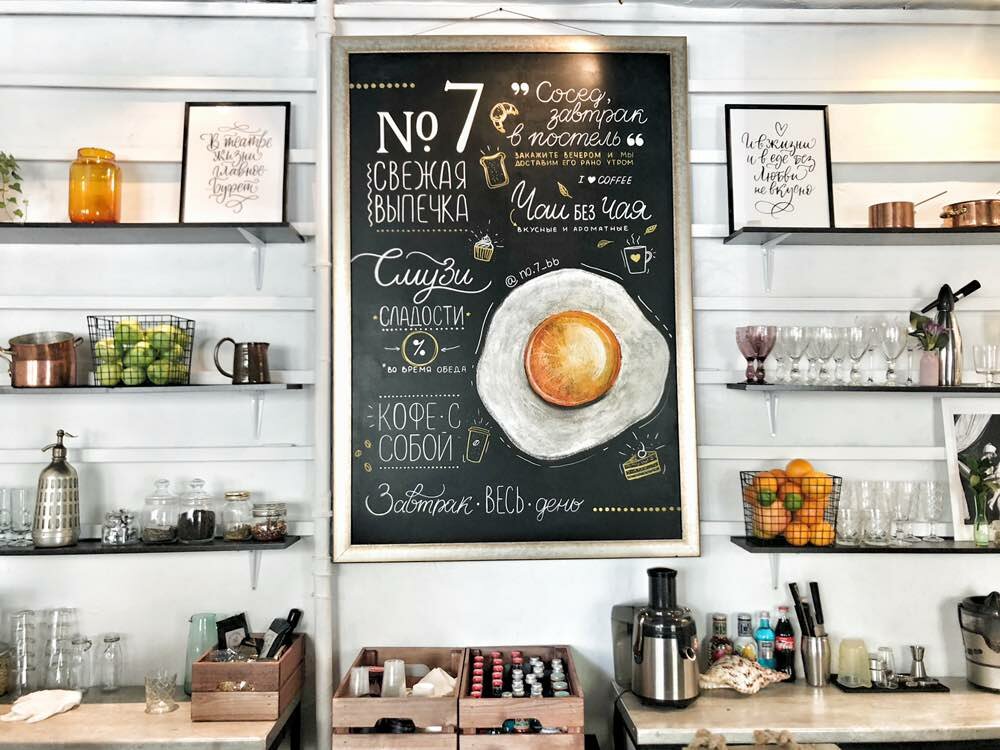 No 7
СВЕЖАЯ
ВЫПЕЧКА
Смузи
СЛАДОСТИ
%
*ВО ВРЕМЯ ОБЕДА
КОФЕ·С
СОБОЙ
„ Сосед,
завтрак
в постель “
ЗАКАЖИТЕ ВЕЧЕРОМ И МЫ
ДОСТАВИМ ЕГО РАНО УТРОМ
I ♥ COFFEE
Чаи БЕЗ Чая
ВКУСНЫЕ И АРОМАТНЫЕ
@no.7_bb
Завтрак·ВЕСЬ·день
В театре
жизни
главное
буфет
И в жизни
и в еде без
Любви
не вкусно